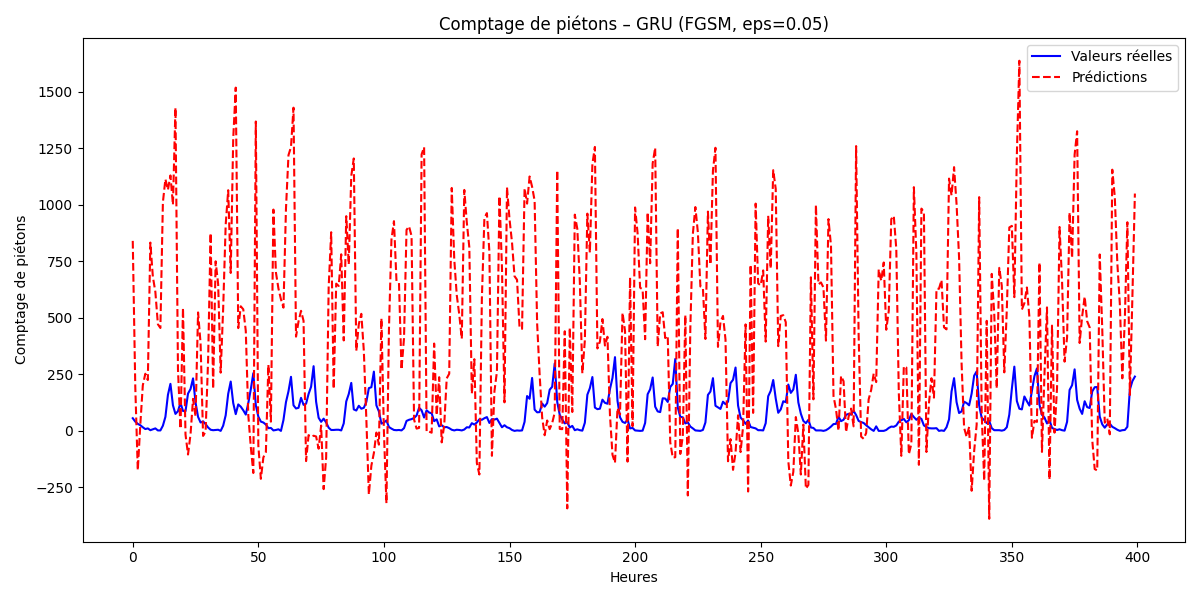 Comptage de piétons – GRU (FGSM, eps=0.05)
Valeurs réelles
Prédictions
Comptage de piétons
1500
1250
1000
750
500
250
0
−250
0 50 100 150 200 250 300 350 400
Heures